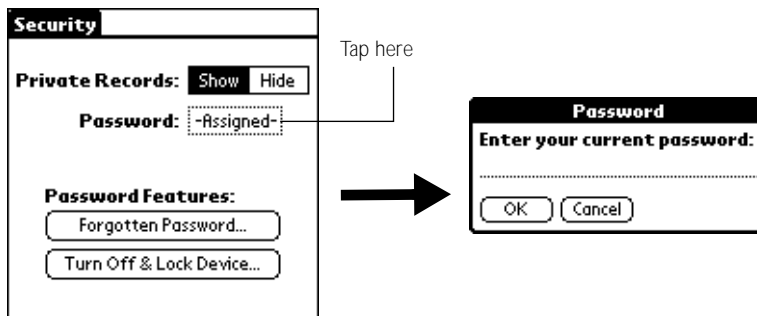 Security
Private Records: Show Hide
Password: -Assigned-
Password Features:
Forgotten Password...
Turn Off & Lock Device...
Tap here
Password
Enter your current password:
OK Cancel